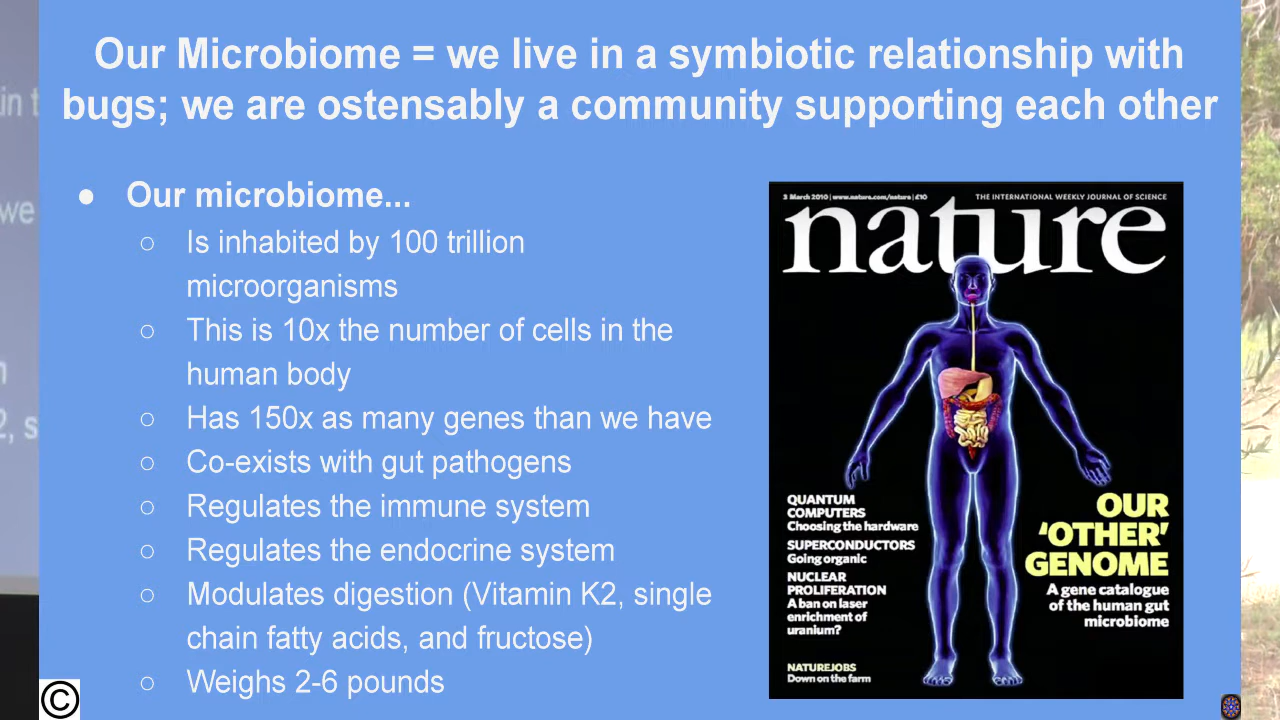 Our Microbiome = we live in a symbiotic relationship with
bugs; we are ostensably a community supporting each other
● Our microbiome...
○ Is inhabited by 100 trillion
microorganisms
○ This is 10x the number of cells in the
human body
○ Has 150x as many genes than we have
○ Co-exists with gut pathogens
○ Regulates the immune system
○ Regulates the endocrine system
○ Modulates digestion (Vitamin K2, single
chain fatty acids, and fructose)
○ Weighs 2-6 pounds
3 March 2010 | www.nature.com/nature | £10
THE INTERNATIONAL WEEKLY JOURNAL OF SCIENCE
nature
QUANTUM
COMPUTERS
Choosing the hardware
SUPERCONDUCTORS
Going organic
NUCLEAR
PROLIFERATION
A ban on laser
enrichment of
uranium?
NATUREJOBS
Down on the farm
OUR
‘OTHER’
GENOME
A gene catalogue
of the human gut
microbiome
we
©